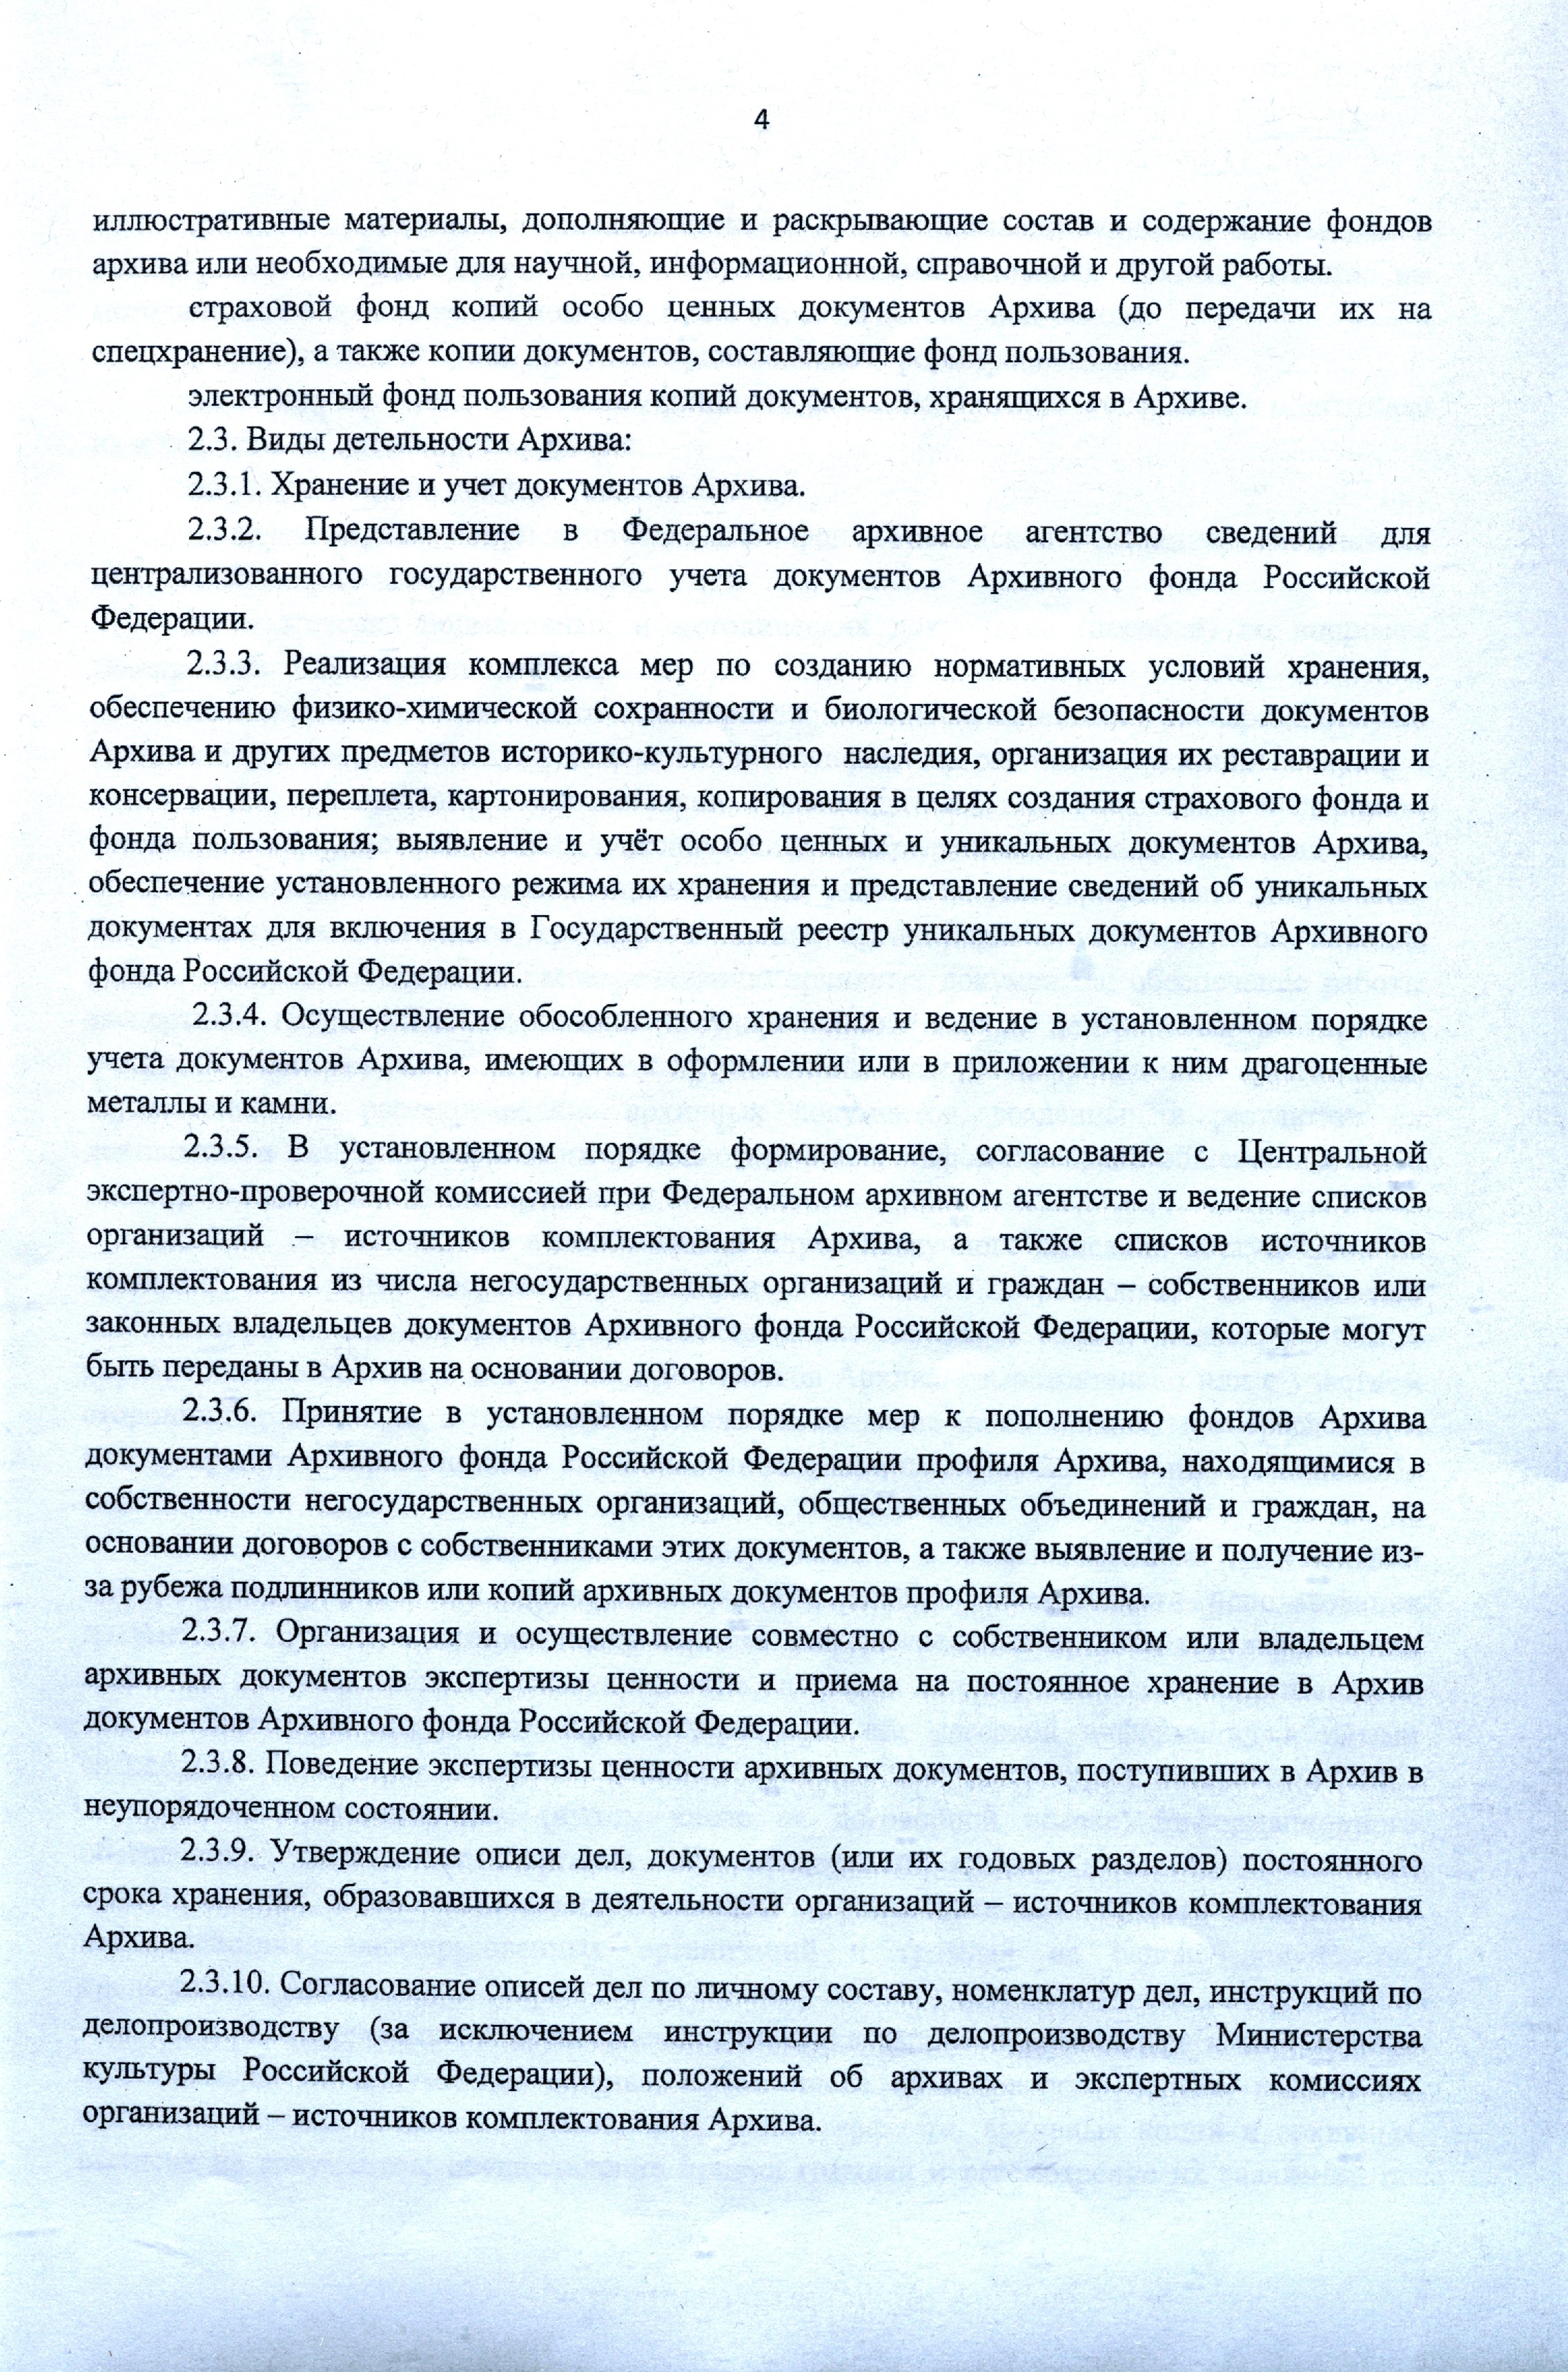 4
иллюстративные материалы, дополняющие и раскрывающие состав и содержание фондов
архива или необходимые для научной, информационной, справочной и другой работы.
страховой фонд копий особо ценных документов Архива (до передачи их на
спецхранение), а также копии документов, составляющие фонд пользования.
электронный фонд пользования копий документов, хранящихся в Архиве.
2.3. Виды детельности Архива:
2.3.1. Хранение и учет документов Архива.
2.3.2. Представление в Федеральное архивное агентство сведений для
централизованного государственного учета документов Архивного фонда Российской
Федерации.
2.3.3. Реализация комплекса мер по созданию нормативных условий хранения,
обеспечению физико-химической сохранности и биологической безопасности документов
Архива и других предметов историко-культурного наследия, организация их реставрации и
консервации, переплета, картонирования, копирования в целях создания страхового фонда и
фонда пользования; выявление и учёт особо ценных и уникальных документов Архива,
обеспечение установленного режима их хранения и представление сведений об уникальных
документах для включения в Государственный реестр уникальных документов Архивного
фонда Российской Федерации.
2.3.4. Осуществление обособленного хранения и ведение в установленном порядке
учета документов Архива, имеющих в оформлении или в приложении к ним драгоценные
металлы и камни.
2.3.5. В установленном порядке формирование, согласование с Центральной
экспертно-проверочной комиссией при Федеральном архивном агентстве и ведение списков
организаций – источников комплектования Архива, а также списков источников
комплектования из числа негосударственных организаций и граждан – собственников или
законных владельцев документов Архивного фонда Российской Федерации, которые могут
быть переданы в Архив на основании договоров.
2.3.6. Принятие в установленном порядке мер к пополнению фондов Архива
документами Архивного фонда Российской Федерации профиля Архива, находящимися в
собственности негосударственных организаций, общественных объединений и граждан, на
основании договоров с собственниками этих документов, а также выявление и получение из-
за рубежа подлинников или копий архивных документов профиля Архива.
2.3.7. Организация и осуществление совместно с собственником или владельцем
архивных документов экспертизы ценности и приема на постоянное хранение в Архив
документов Архивного фонда Российской Федерации.
2.3.8. Поведение экспертизы ценности архивных документов, поступивших в Архив в
неупорядоченном состоянии.
2.3.9. Утверждение описи дел, документов (или их годовых разделов) постоянного
срока хранения, образовавшихся в деятельности организаций – источников комплектования
Архива.
2.3.10. Согласование описей дел по личному составу, номенклатур дел, инструкций по
делопроизводству (за исключением инструкции по делопроизводству Министерства
культуры Российской Федерации), положений об архивах и экспертных комиссиях
организаций – источников комплектования Архива.